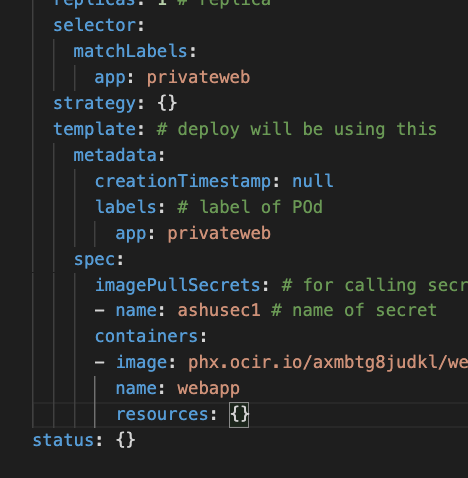 replicas: 1 # replica
selector:
matchLabels:
app: privateweb
strategy: {}
template: # deploy will be using this
metadata:
creationTimestamp: null
labels: # label of POd
app: privateweb
spec:
imagePullSecrets: # for calling secr
- name: ashusec1 # name of secret
containers:
- image: phx.ocir.io/axmbtg8judkl/we
name: webapp
resources: {}
status: {}